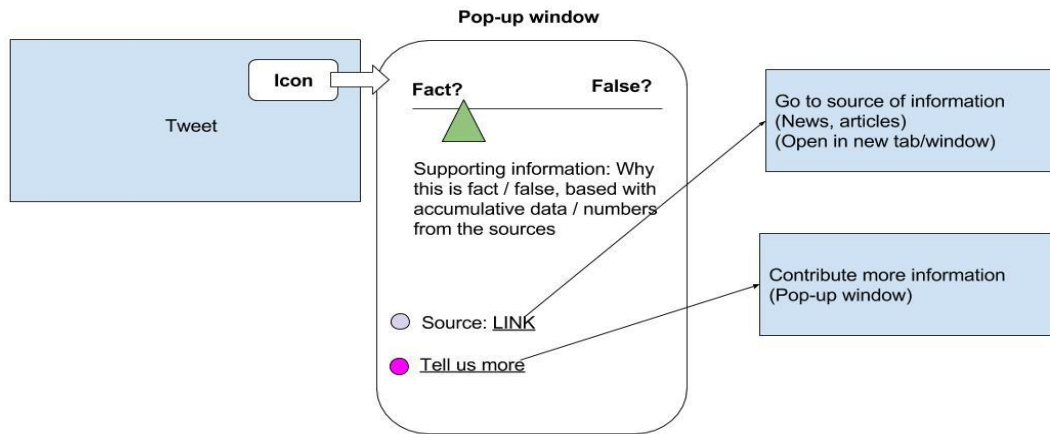 Pop-up window
Icon
Tweet
Fact?
False?
Supporting information: Why
this is fact / false, based with
accumulative data / numbers
from the sources
Source: LINK
Tell us more
Go to source of information
(News, articles)
(Open in new tab/window)
Contribute more information
(Pop-up window)